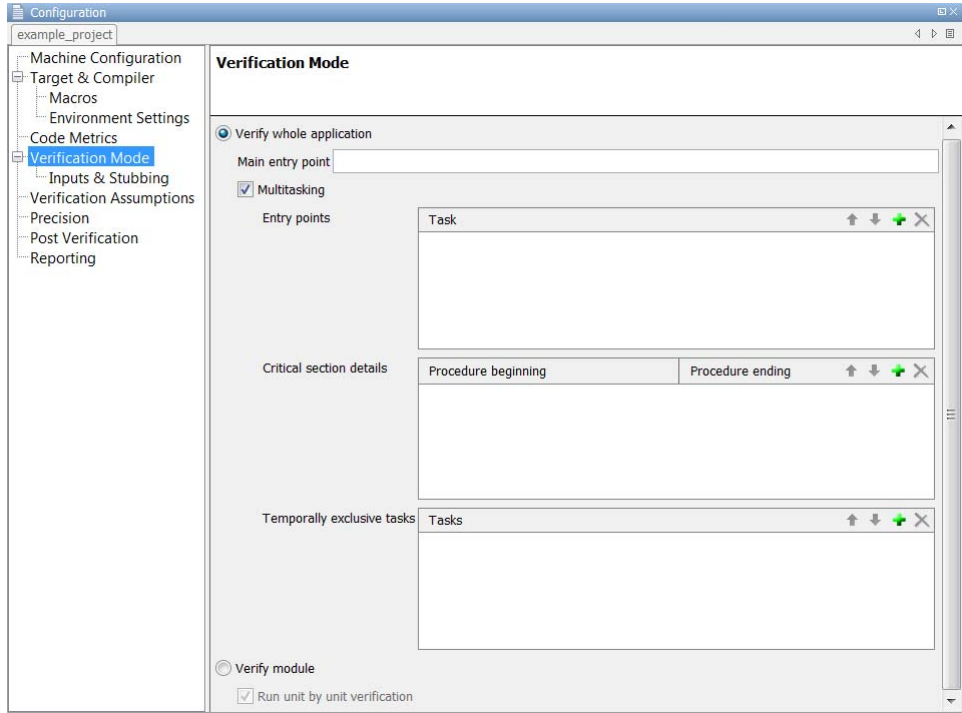 Configuration
example_project
Machine Configuration
Target & Compiler
Macros
Environment Settings
Code Metrics
Verification Mode
Inputs & Stubbing
Verification Assumptions
Precision
Post Verification
Reporting
Verification Mode
Verify whole application
Main entry point
Multitasking
Entry points
Task
Critical section details
Procedure beginning Procedure ending
Temporally exclusive tasks
Tasks
Verify module
Run unit by unit verification